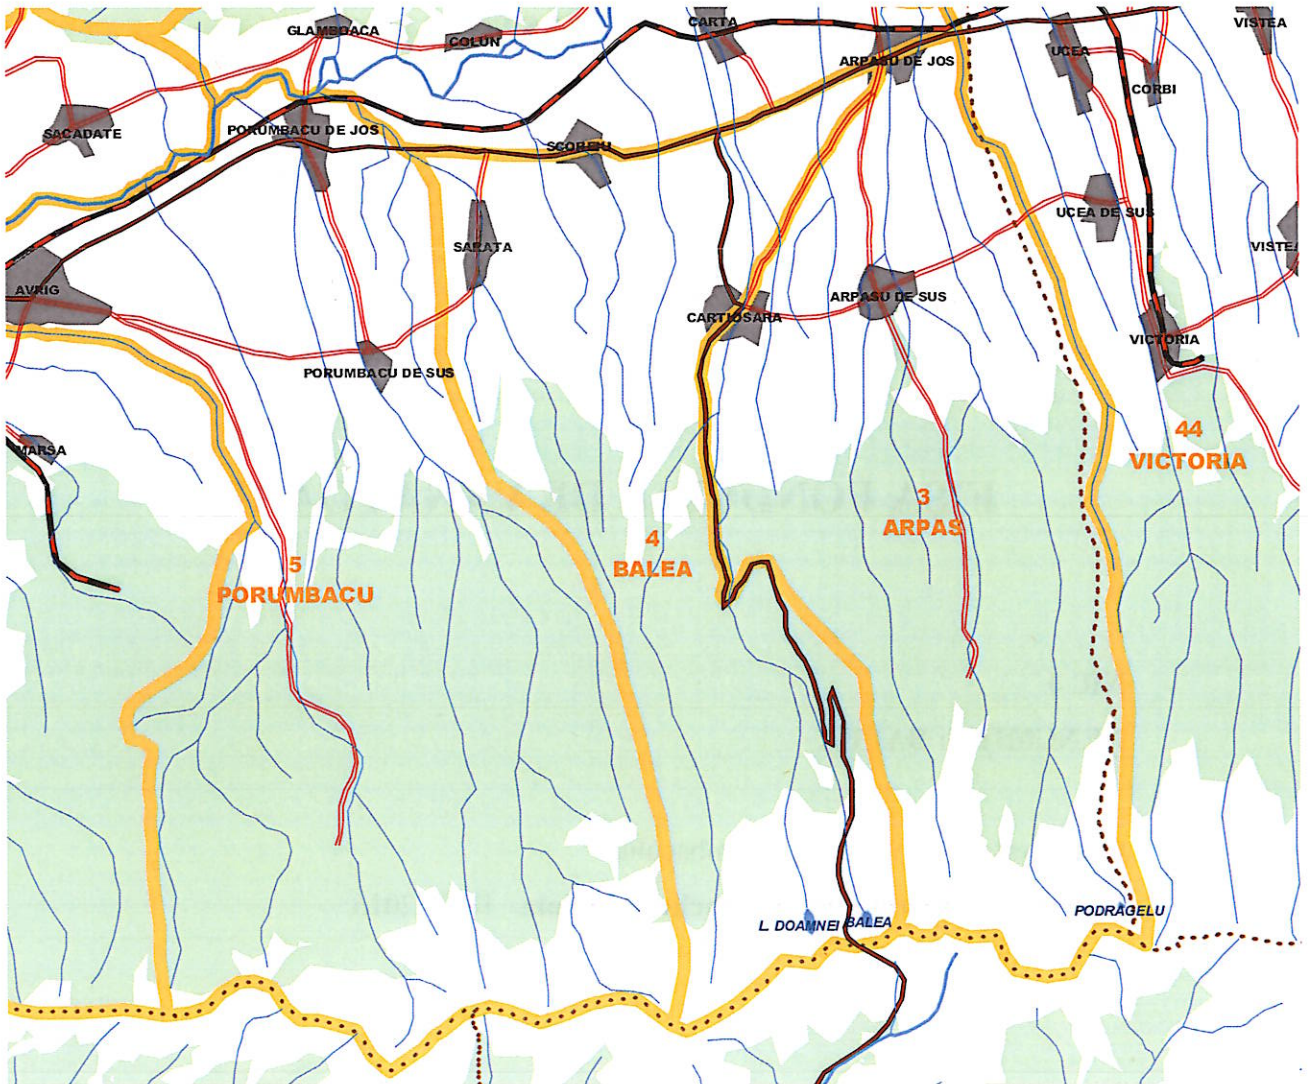 GLAMBOACA
COLUN
CARTA
VISTEA
ARPASU DE JOS
UCEA
CORBI
SACADATE
PORUMBACU DE JOS
SCOREIU
UCEA DE SUS
SARATA
VISTEA
AVRIG
ARPASU DE SUS
CARTIOSARA
VICTORIA
PORUMBACU DE SUS
MARSA
44
VICTORIA
3
ARPAS
4
BALEA
5
PORUMBACU
PODRAGELU
L. DOAMNEI
BALEA